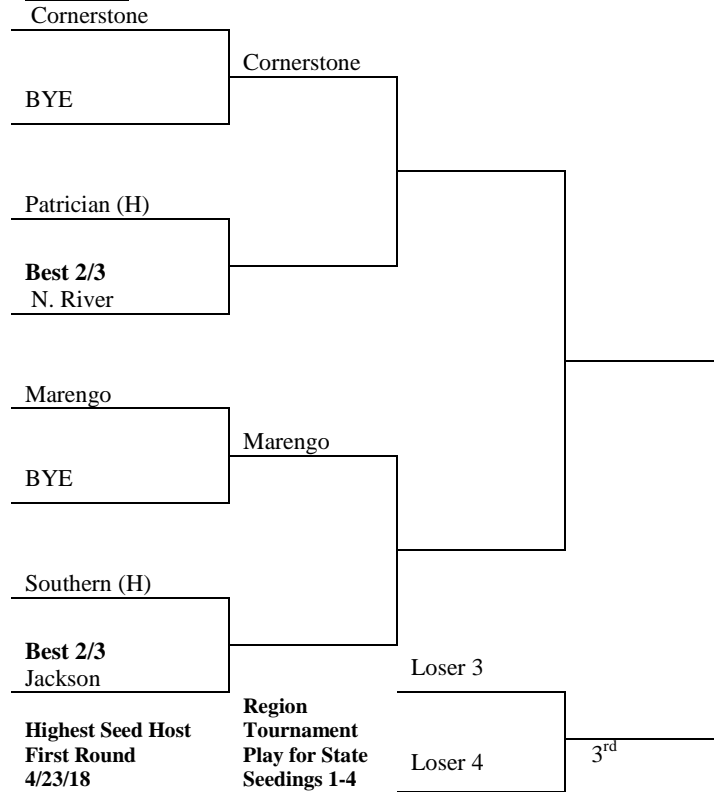 Cornerstone
Cornerstone
BYE
Patrician (H)
Best 2/3
N. River
Marengo
Marengo
BYE
Southern (H)
Best 2/3
Jackson
Loser 3
Highest Seed Host
First Round
4/23/18
Region
Tournament
Play for State
Seedings 1-4
Loser 4
3rd